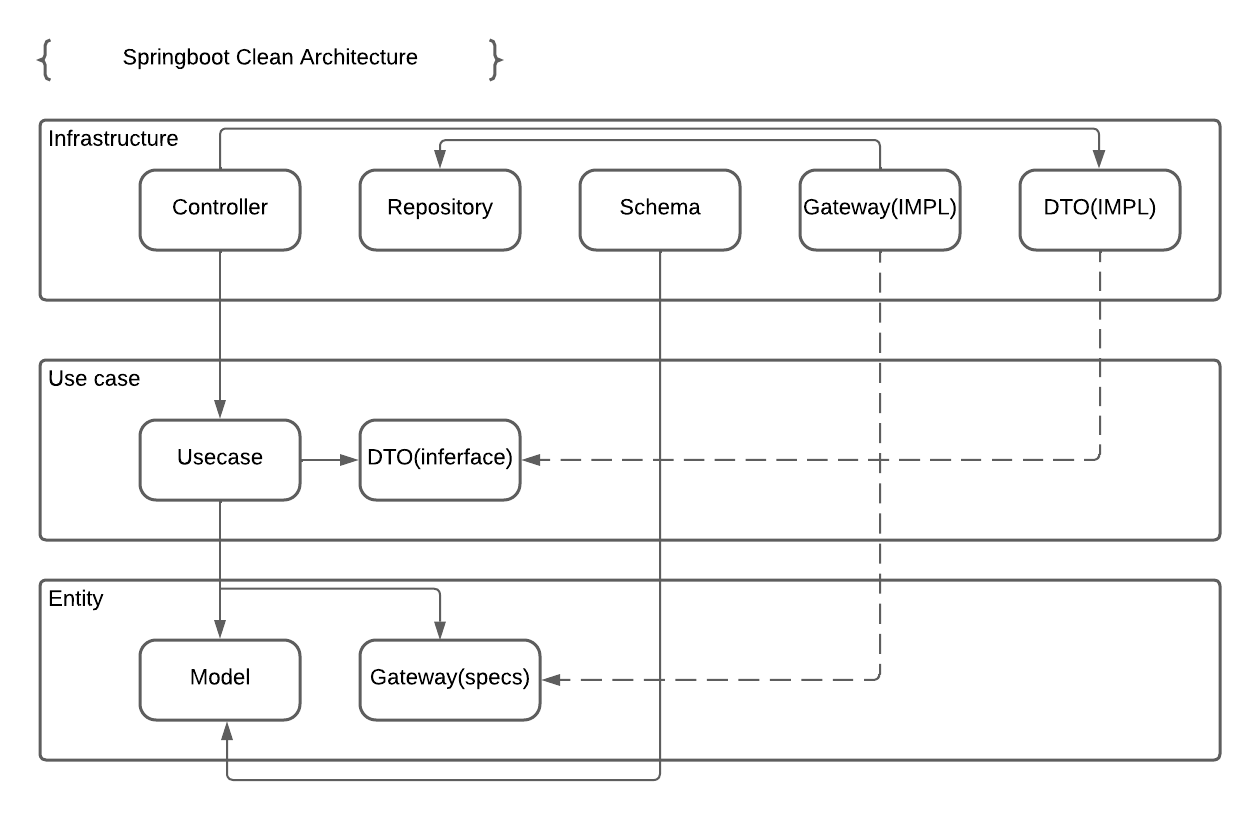 Springboot Clean Architecture
Infrastructure
Controller
Repository
Schema
Gateway(IMPL)
DTO(IMPL)
Use case
Usecase
DTO(inferface)
Entity
Model
Gateway(specs)